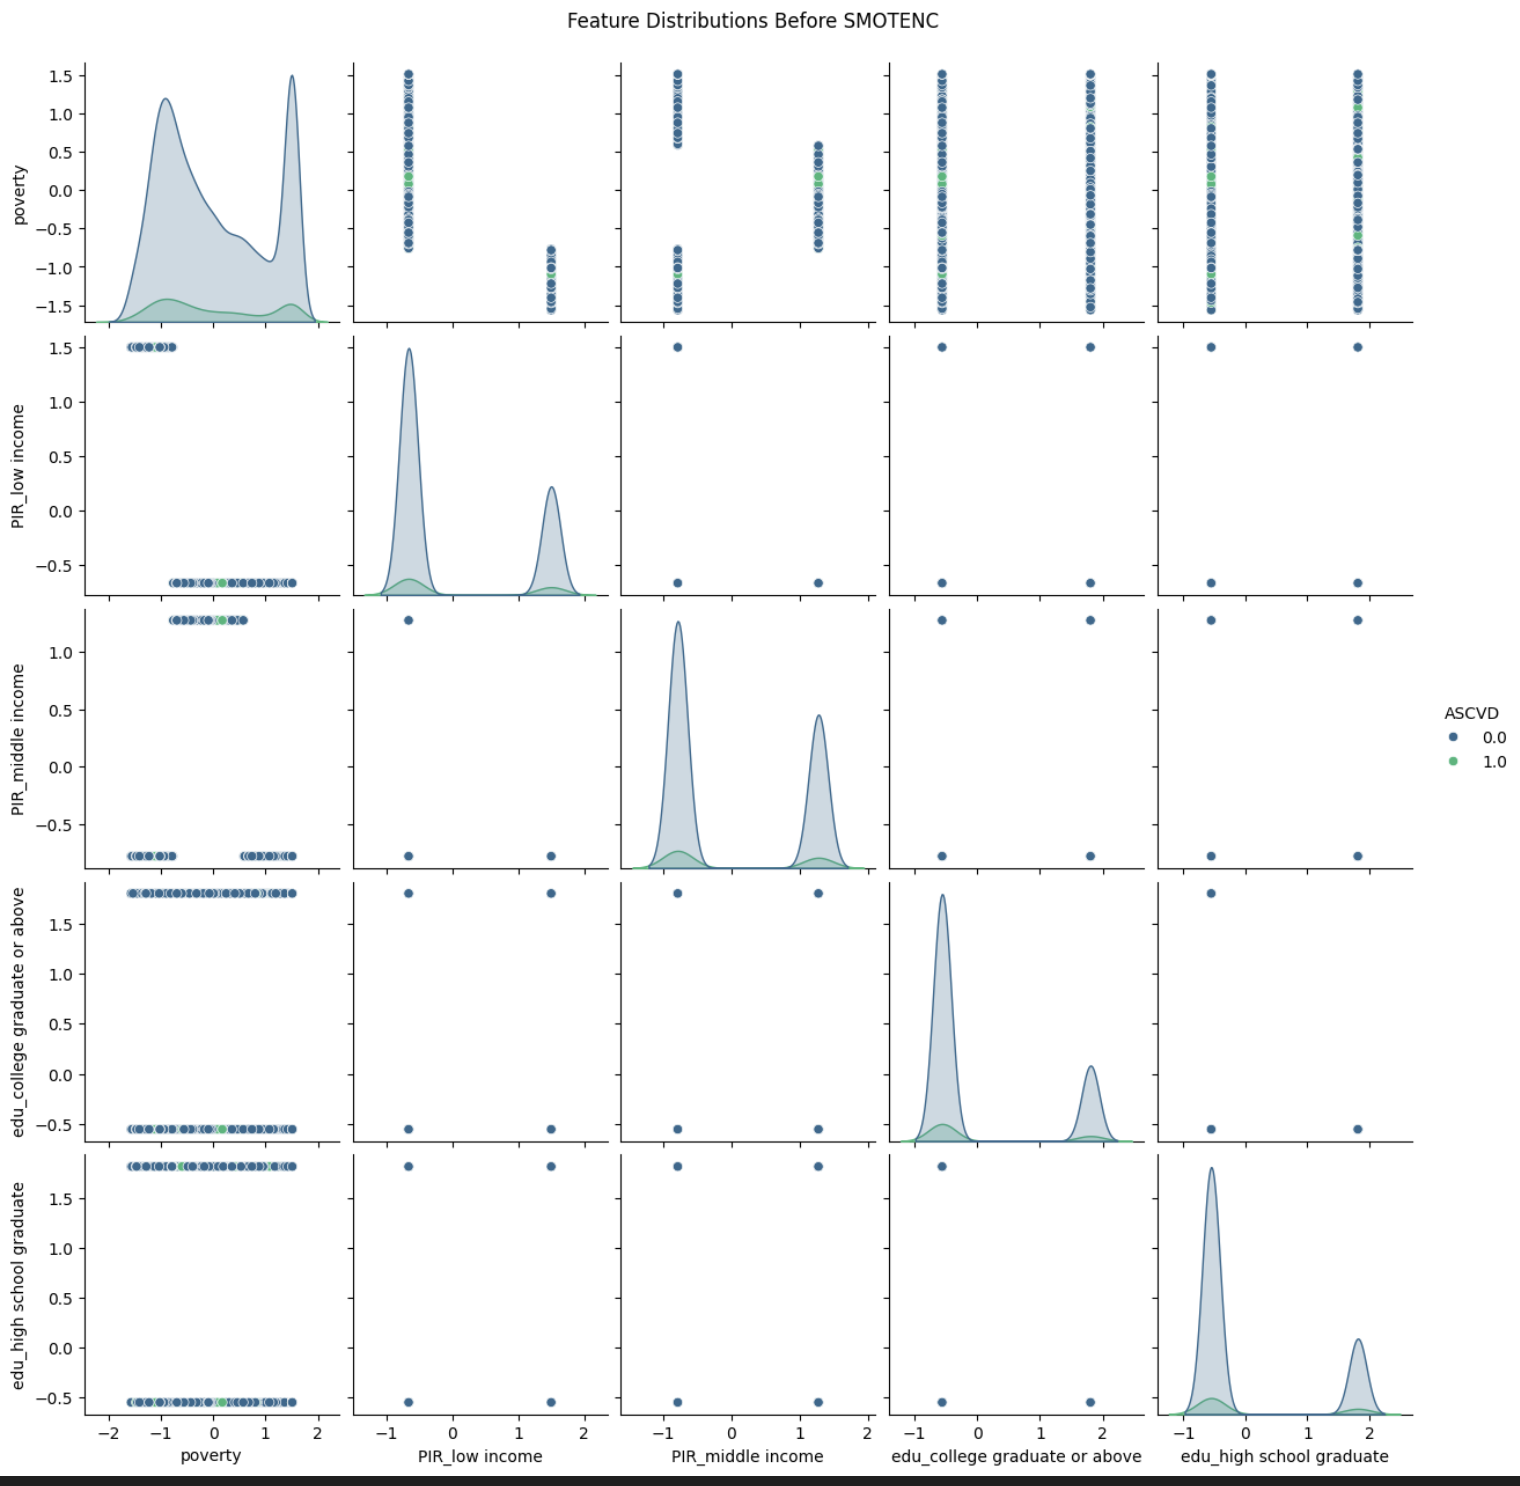 Feature Distributions Before SMOTENC
1.5
1.0
0.5
0.0
−0.5
−1.0
−1.5
poverty
1.5
1.0
0.5
0.0
−0.5
PIR_low income
1.0
0.5
0.0
−0.5
PIR_middle income
ASCVD
0.0
1.0
1.5
1.0
0.5
0.0
−0.5
edu_college graduate or above
1.5
1.0
0.5
0.0
−0.5
edu_high school graduate
−2 −1 0 1 2
poverty
−1 0 1 2
PIR_low income
−1 0 1 2
PIR_middle income
−1 0 1 2
edu_college graduate or above
−1 0 1 2
edu_high school graduate